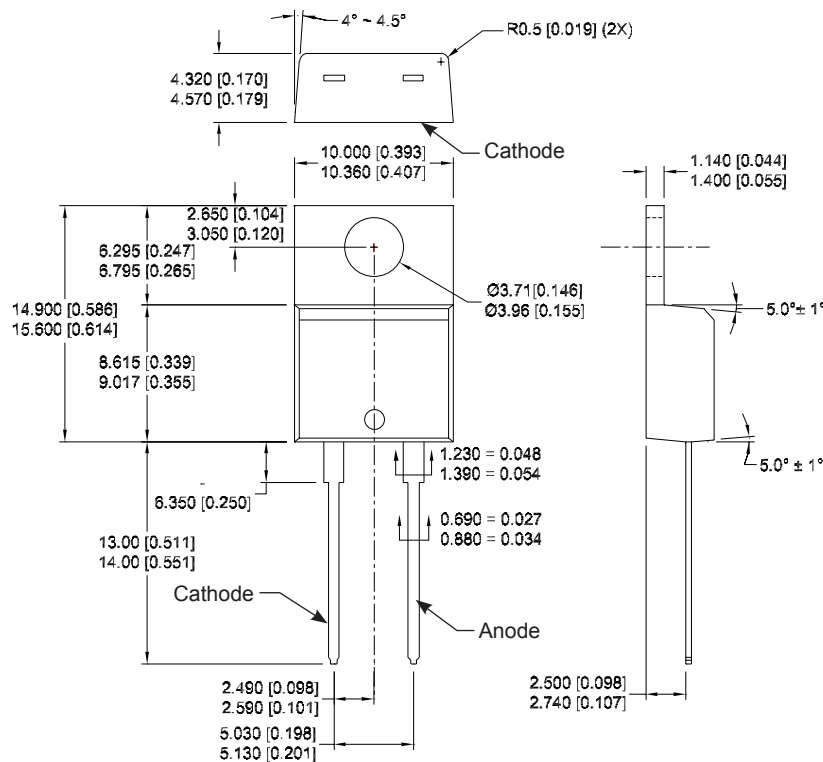 4° ~ 4.5°
R0.5 [0.019] (2X)
4.320 [0.170]
4.570 [0.179]
Cathode
10.000 [0.393]
10.360 [0.407]
1.140 [0.044]
1.400 [0.055]
2.650 [0.104]
3.050 [0.120]
6.295 [0.247]
6.795 [0.265]
Ø3.71[0.146]
Ø3.96 [0.155]
14.900 [0.586]
15.600 [0.614]
5.0°± 1°
8.615 [0.339]
9.017 [0.355]
1.230 = 0.048
1.390 = 0.054
5.0° ± 1°
6.350 [0.250]
0.690 = 0.027
0.880 = 0.034
13.00 [0.511]
14.00 [0.551]
Cathode
Anode
2.490 [0.098]
2.590 [0.101]
2.500 [0.098]
2.740 [0.107]
5.030 [0.198]
5.130 [0.201]